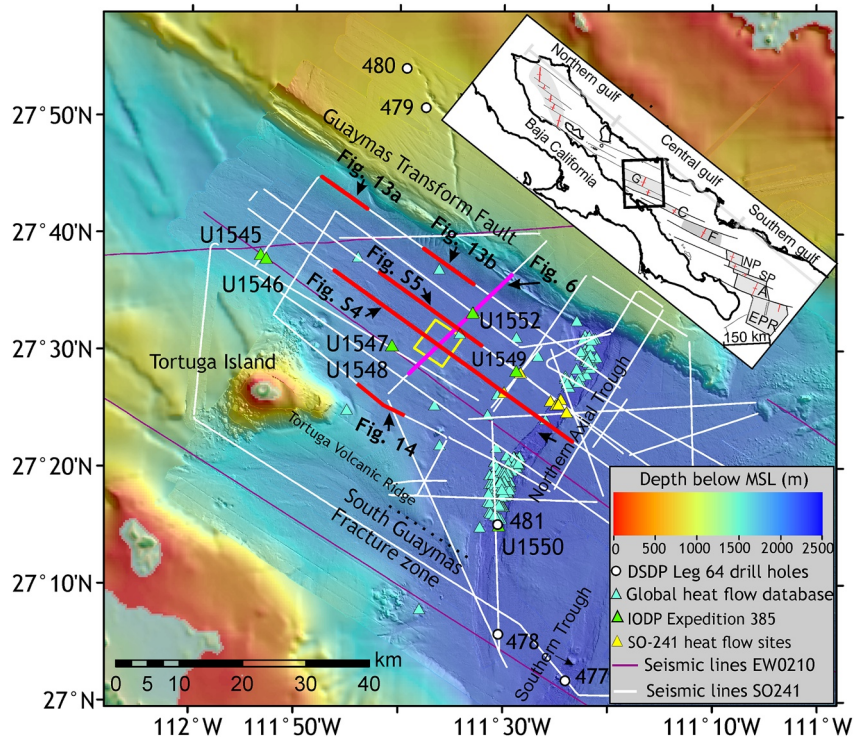 480
479
27°50'N
27°40'N
27°30'N
27°20'N
27°10'N
27°N
Guaymas Transform Fault
Fig. 13a
Fig. 13b
Fig. 6
Fig. S5
Fig. S4
Fig. 14
U1545
U1546
U1547
U1548
U1552
U1549
Tortuga Island
Tortuga Volcanic Ridge
South Guaymas
Fracture zone
Northern Axial Trough
481
U1550
478
Southern Trough
477
Northern gulf
Baja California
Central gulf
Southern gulf
G
C
F
INP
SP
A
EPR
150 km
Depth below MSL (m)
0 500 1000 1500 2000 2500
DSDP Leg 64 drill holes
Global heat flow database
IODP Expedition 385
SO-241 heat flow sites
Seismic lines EW0210
Seismic lines SO241
km
0 5 10 20 30 40
112°W 111°50'W 111°30'W 111°10'W 111°W